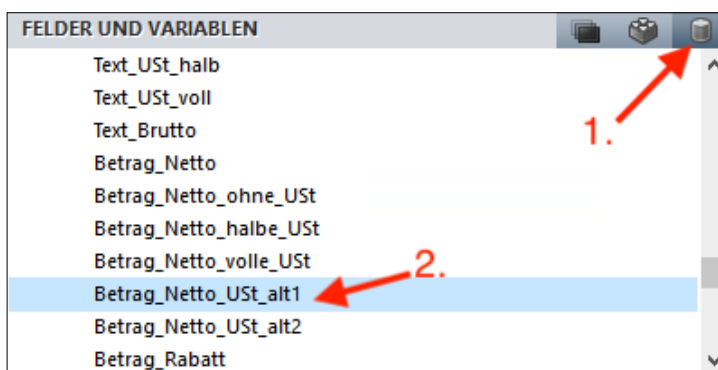 FELDER UND VARIABLEN
Text_USt_halb
Text_USt_voll
Text_Brutto
1.
Betrag_Netto
Betrag_Netto_ohne_USt
Betrag_Netto_halbe_USt
Betrag_Netto_volle_USt
2.
Betrag_Netto_USt_alt1
Betrag_Netto_USt_alt2
Betrag_Rabatt